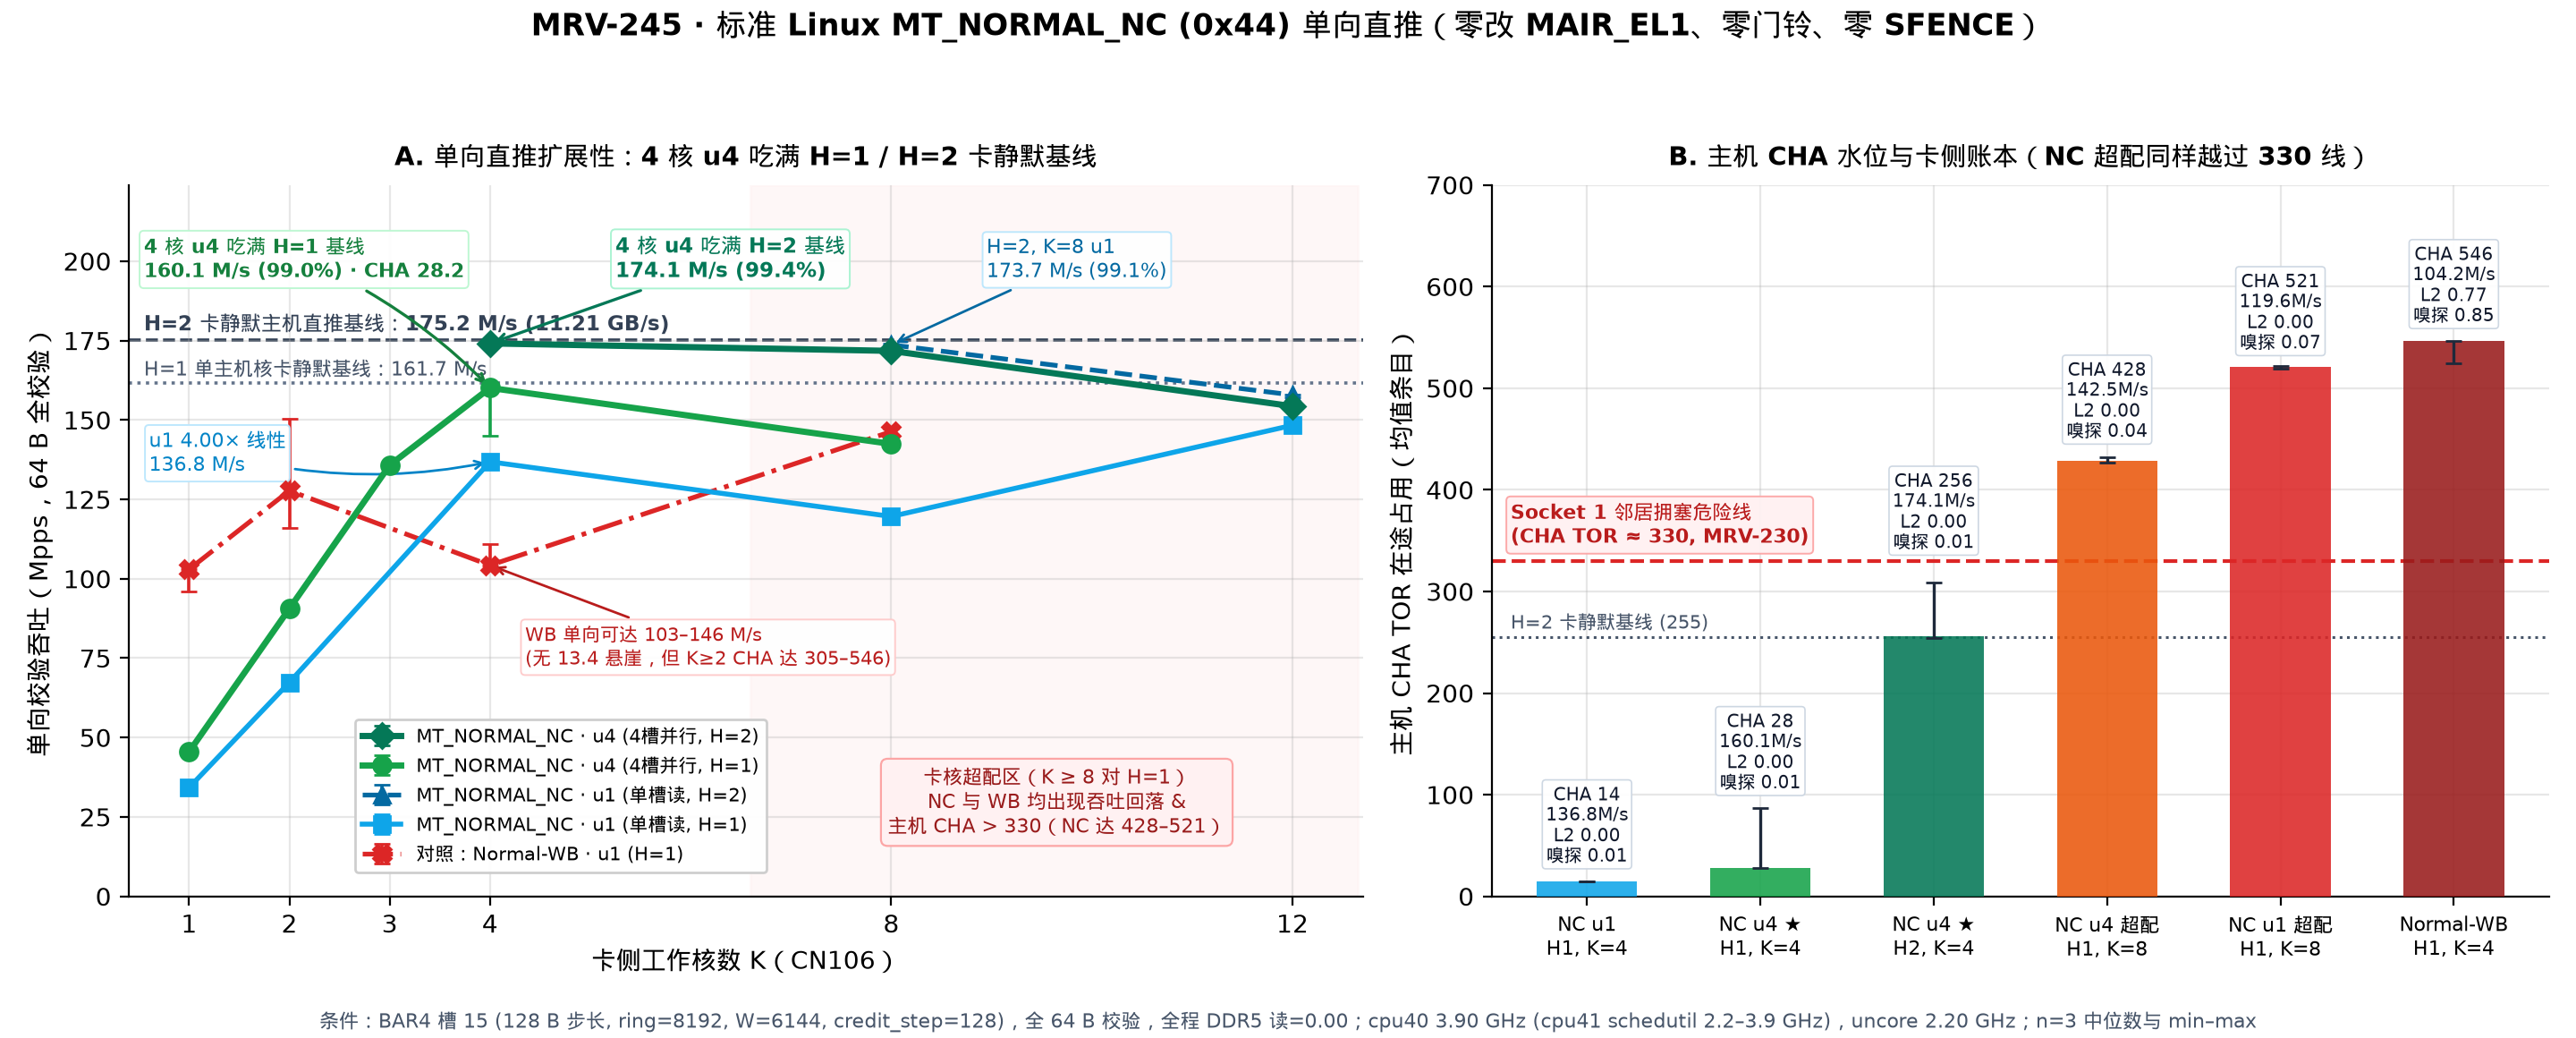 MRV-245 · 标准 Linux MT_NORMAL_NC (0x44) 单向直推（零改 MAIR_EL1、零门铃、零 SFENCE）
A. 单向直推扩展性：4 核 u4 吃满 H=1 / H=2 卡静默基线
单向校验吞吐（Mpps，64 B 全校验）
200
175
150
125
100
75
50
25
0
4 核 u4 吃满 H=1 基线
160.1 M/s (99.0%) · CHA 28.2
4 核 u4 吃满 H=2 基线
174.1 M/s (99.4%)
H=2, K=8 u1
173.7 M/s (99.1%)
H=2 卡静默主机直推基线：175.2 M/s (11.21 GB/s)
H=1 单主机核卡静默基线：161.7 M/s
u1 4.00× 线性
136.8 M/s
WB 单向可达 103–146 M/s
(无 13.4 悬崖，但 K≥2 CHA 达 305–546)
MT_NORMAL_NC · u4 (4槽并行, H=2)
MT_NORMAL_NC · u4 (4槽并行, H=1)
MT_NORMAL_NC · u1 (单槽读, H=2)
MT_NORMAL_NC · u1 (单槽读, H=1)
对照：Normal-WB · u1 (H=1)
卡核超配区（K ≥ 8 对 H=1）
NC 与 WB 均出现吞吐回落 &
主机 CHA > 330（NC 达 428–521）
1
2
3
4
8
12
卡侧工作核数 K（CN106）
B. 主机 CHA 水位与卡侧账本（NC 超配同样越过 330 线）
主机 CHA TOR 在途占用（均值条目）
700
600
500
400
300
200
100
0
Socket 1 邻居拥塞危险线
(CHA TOR ≈ 330, MRV-230)
H=2 卡静默基线 (255)
CHA 14
136.8M/s
L2 0.00
嗅探 0.01
CHA 28
160.1M/s
L2 0.00
嗅探 0.01
CHA 256
174.1M/s
L2 0.00
嗅探 0.01
CHA 428
142.5M/s
L2 0.00
嗅探 0.04
CHA 521
119.6M/s
L2 0.00
嗅探 0.07
CHA 546
104.2M/s
L2 0.77
嗅探 0.85
NC u1
H1, K=4
NC u4 ★
H1, K=4
NC u4 ★
H2, K=4
NC u4 超配
H1, K=8
NC u1 超配
H1, K=8
Normal-WB
H1, K=4
条件：BAR4 槽 15 (128 B 步长, ring=8192, W=6144, credit_step=128)，全 64 B 校验，全程 DDR5 读=0.00；cpu40 3.90 GHz (cpu41 schedutil 2.2–3.9 GHz)，uncore 2.20 GHz；n=3 中位数与 min–max